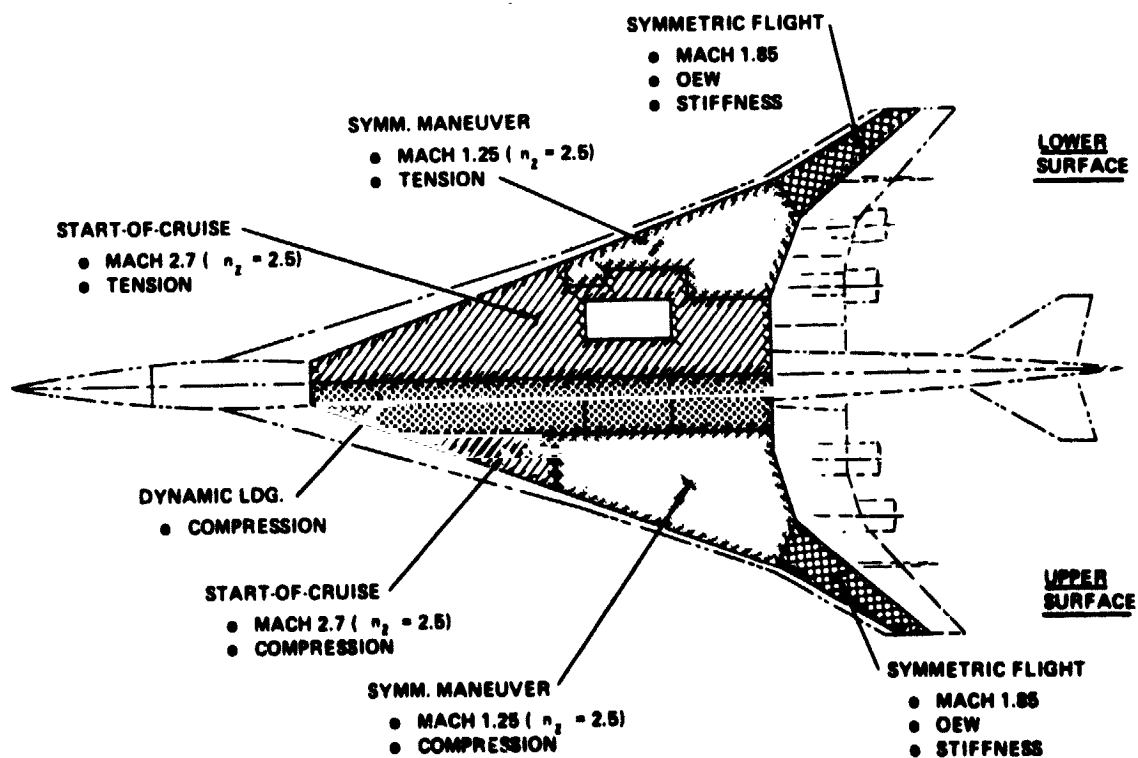 SYMMETRIC FLIGHT
• MACH 1.85
• OEW
• STIFFNESS
SYMM. MANEUVER
• MACH 1.25 ( n_z = 2.5)
• TENSION
LOWER
SURFACE
START-OF-CRUISE
• MACH 2.7 ( n_z = 2.5)
• TENSION
DYNAMIC LDG.
• COMPRESSION
START-OF-CRUISE
• MACH 2.7 ( n_z = 2.5)
• COMPRESSION
UPPER
SURFACE
SYMM. MANEUVER
• MACH 1.25 ( n_z = 2.5)
• COMPRESSION
SYMMETRIC FLIGHT
• MACH 1.85
• OEW
• STIFFNESS